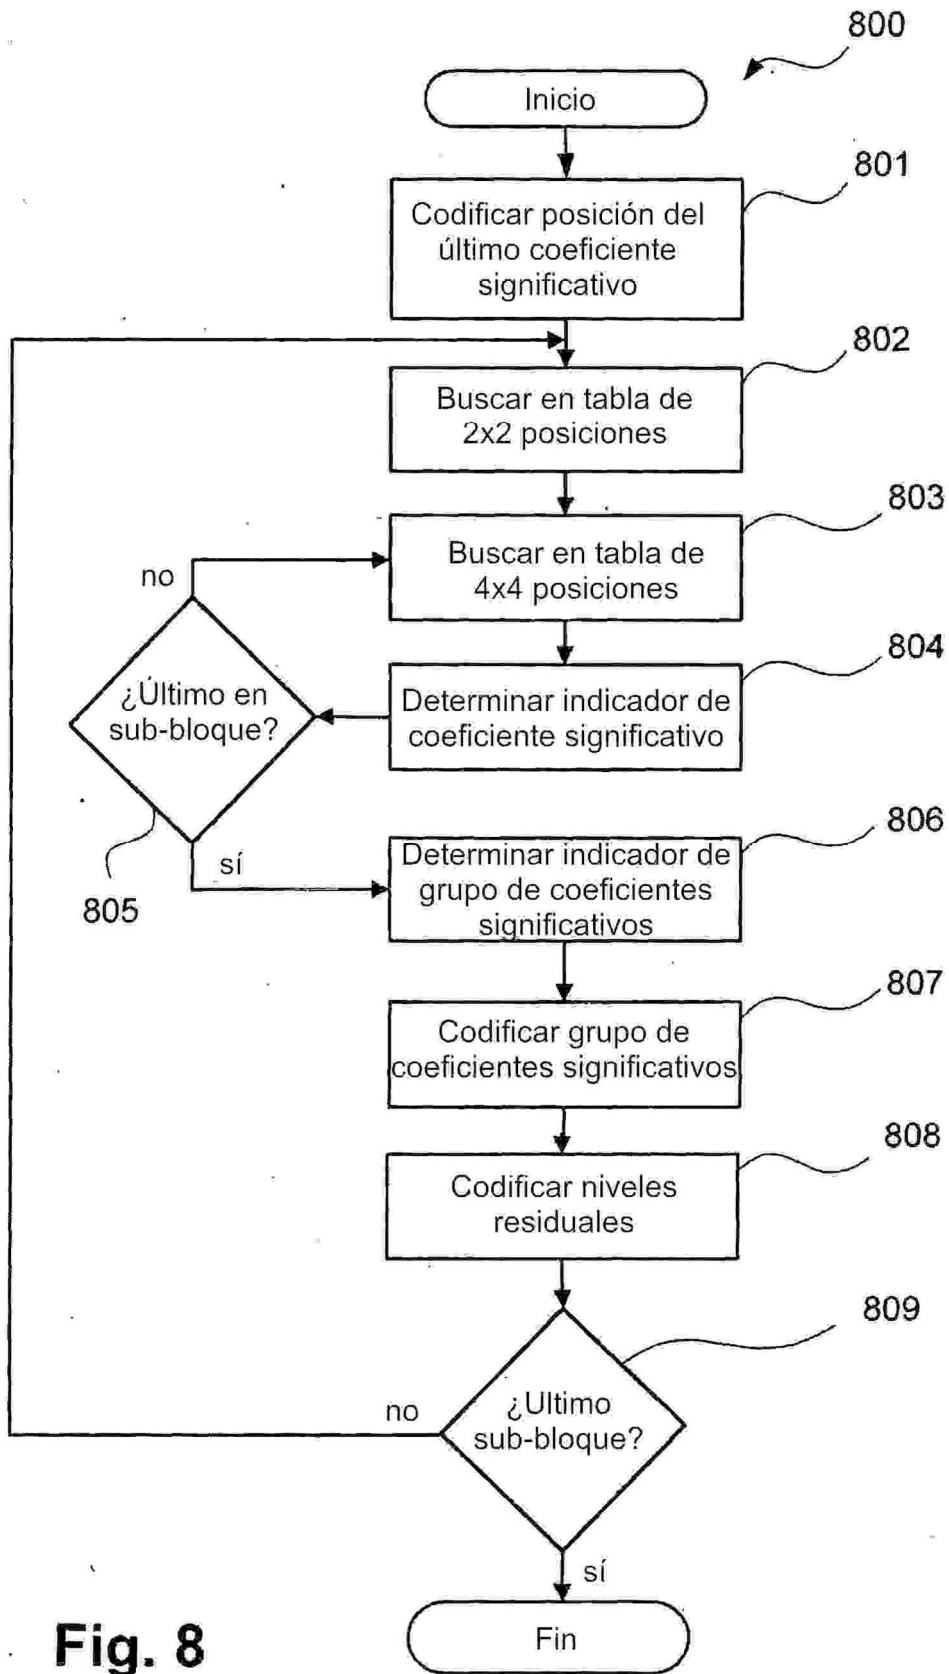 800
Inicio
801
Codificar posición del
último coeficiente
significativo
802
Buscar en tabla de
2x2 posiciones
803
Buscar en tabla de
4x4 posiciones
no
804
Determinar indicador de
coeficiente significativo
¿Último en
sub-bloque?
805
sí
806
Determinar indicador de
grupo de coeficientes
significativos
807
Codificar grupo de
coeficientes significativos
808
Codificar niveles
residuales
809
¿Ultimo
sub-bloque?
no
sí
Fin
Fig. 8